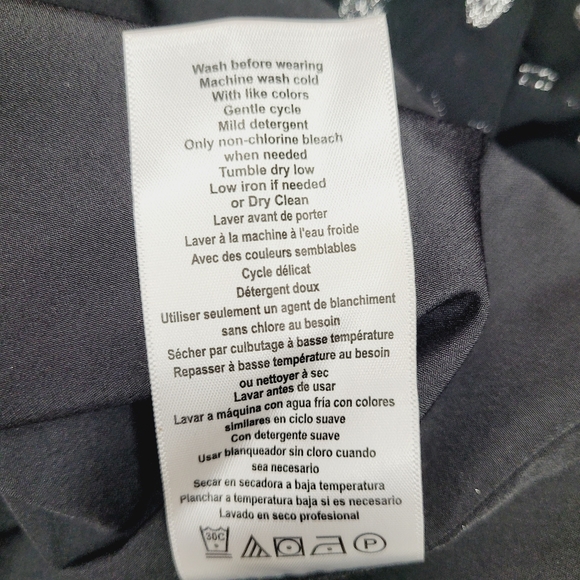 Wash before wearing
Machine wash cold
With like colors
Gentle cycle
Mild detergent
Only non-chlorine bleach
when needed
Tumble dry low
Low iron if needed
or Dry Clean
Laver avant de porter
Laver à la machine à l'eau froide
Avec des couleurs semblables
Cycle délicat
Détergent doux
Utiliser seulement un agent de blanchiment
sans chlore au besoin
Sécher par culbutage à basse température
Repasser à basse température au besoin
ou nettoyer à sec
Lavar antes de usar
Lavar a máquina con agua fría con colores
similares en ciclo suave
Con detergente suave
Usar blanqueador sin cloro cuando
sea necesario
Secar en secadora a baja temperatura
Planchar a temperatura baja si es necesario
Lavado en seco profesional
30C P